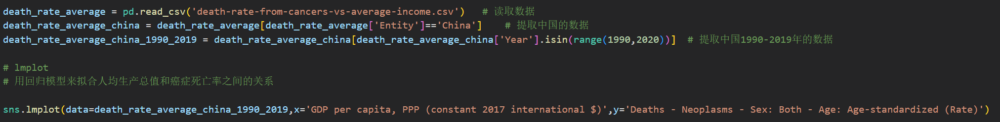 death_rate_average = pd.read_csv('death-rate-from-cancers-vs-average-income.csv')   # 读取数据
death_rate_average_china = death_rate_average[death_rate_average['Entity']=='China']    # 提取中国的数据
death_rate_average_china_1990_2019 = death_rate_average_china[death_rate_average_china['Year'].isin(range(1990,2020))]  # 提取中国1990-2019年的数据
# lmplot
# 用回归模型来拟合人均生产总值和癌症死亡率之间的关系
sns.lmplot(data=death_rate_average_china_1990_2019,x='GDP per capita, PPP (constant 2017 international $)',y='Deaths - Neoplasms - Sex: Both - Age: Age-standardized (Rate)')